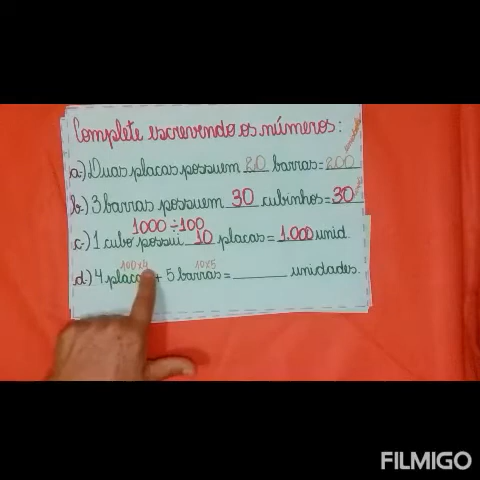 Complete escrevendo os números:
a-) Duas placas possuem 20 barras = 200
b-) 3 barras possuem 30 cubinhos = 30
1000 ÷ 100
c-) 1 cubo possui 10 placas = 1.000 unid.
100x4 10x5
d-) 4 placas + 5 barras = ______ unidades.
FILMIGO